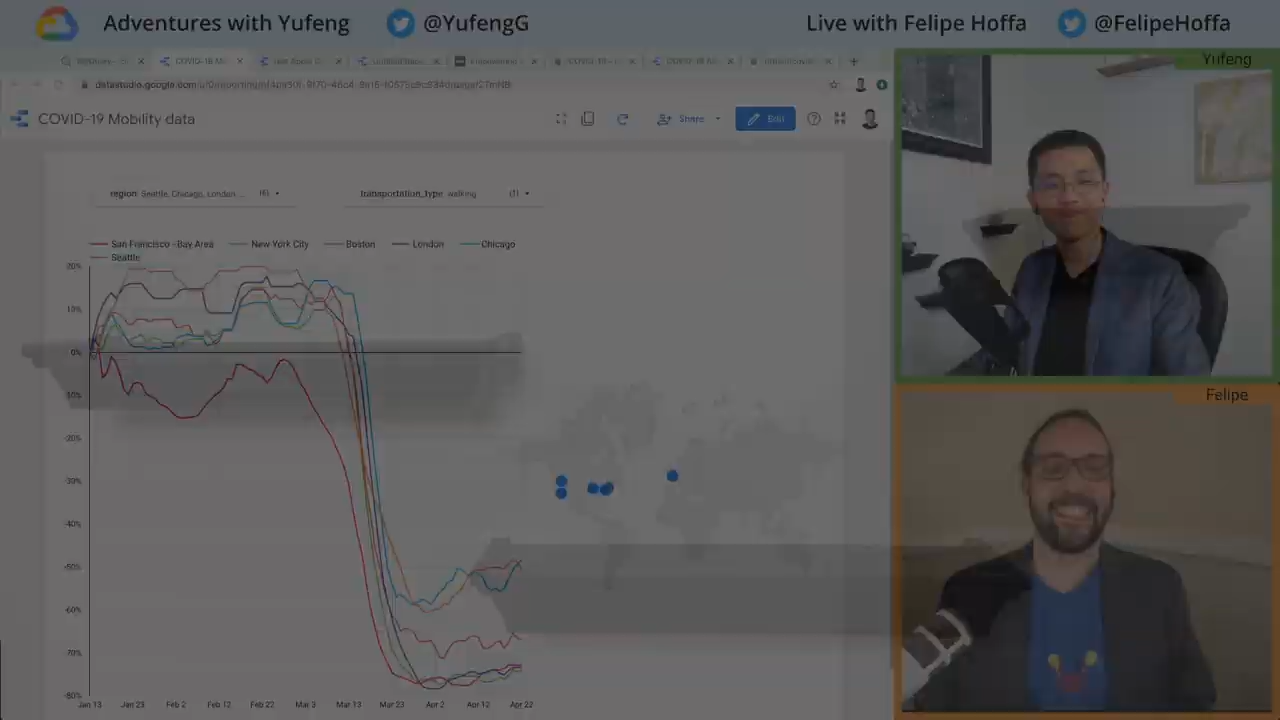 Adventures with Yufeng
@YufengG
Live with Felipe Hoffa
@FelipeHoffa
Yufeng
COVID-19 Mobility data
Share
Edit
region: Seattle, Chicago, London... (6)
transportation_type: walking (1)
San Francisco - Bay Area
New York City
Boston
London
Chicago
Seattle
20%
10%
0%
-10%
-20%
-30%
-40%
-50%
-60%
-70%
-80%
Jan 13
Jan 23
Feb 2
Feb 12
Feb 22
Mar 3
Mar 13
Mar 23
Apr 2
Apr 12
Apr 22
Felipe